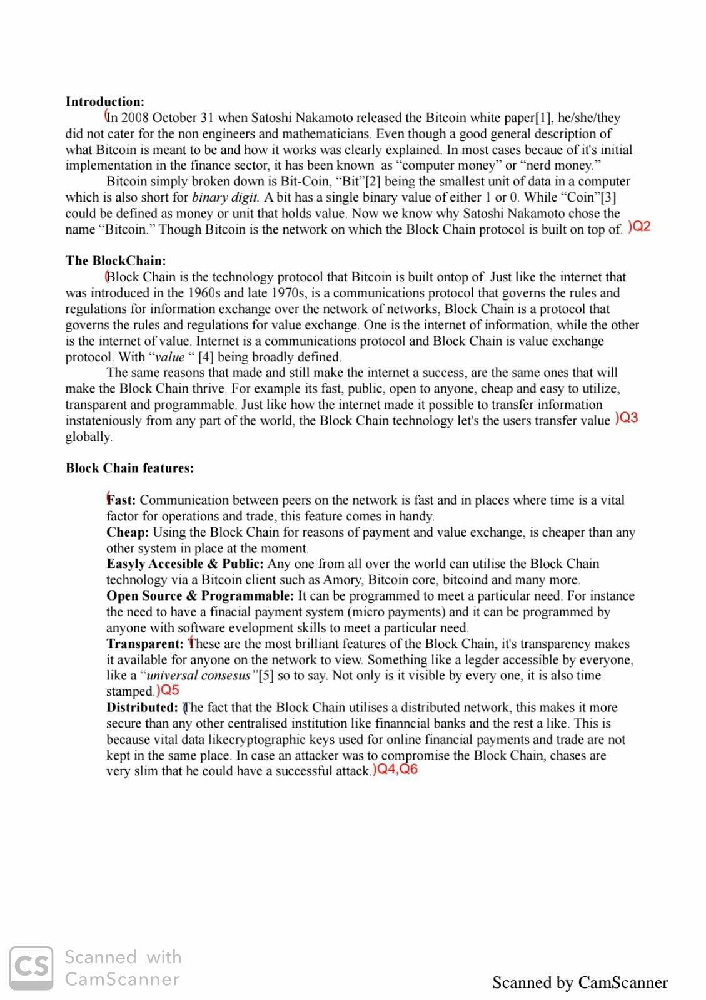 Introduction:
(In 2008 October 31 when Satoshi Nakamoto released the Bitcoin white paper[1], he/she/they
did not cater for the non engineers and mathematicians. Even though a good general description of
what Bitcoin is meant to be and how it works was clearly explained. In most cases becaue of it's initial
implementation in the finance sector, it has been known  as “computer money” or “nerd money.”
Bitcoin simply broken down is Bit-Coin, “Bit”[2] being the smallest unit of data in a computer
which is also short for binary digit. A bit has a single binary value of either 1 or 0. While “Coin”[3]
could be defined as money or unit that holds value. Now we know why Satoshi Nakamoto chose the
name “Bitcoin.” Though Bitcoin is the network on which the Block Chain protocol is built on top of. )Q2
The BlockChain:
(Block Chain is the technology protocol that Bitcoin is built ontop of. Just like the internet that
was introduced in the 1960s and late 1970s, is a communications protocol that governs the rules and
regulations for information exchange over the network of networks, Block Chain is a protocol that
governs the rules and regulations for value exchange. One is the internet of information, while the other
is the internet of value. Internet is a communications protocol and Block Chain is value exchange
protocol. With “value “ [4] being broadly defined.
The same reasons that made and still make the internet a success, are the same ones that will
make the Block Chain thrive. For example its fast, public, open to anyone, cheap and easy to utilize,
transparent and programmable. Just like how the internet made it possible to transfer information
instateniously from any part of the world, the Block Chain technology let's the users transfer value )Q3
globally.
Block Chain features:
(Fast: Communication between peers on the network is fast and in places where time is a vital
factor for operations and trade, this feature comes in handy.
Cheap: Using the Block Chain for reasons of payment and value exchange, is cheaper than any
other system in place at the moment.
Easyly Accesible & Public: Any one from all over the world can utilise the Block Chain
technology via a Bitcoin client such as Amory, Bitcoin core, bitcoind and many more.
Open Source & Programmable: It can be programmed to meet a particular need. For instance
the need to have a finacial payment system (micro payments) and it can be programmed by
anyone with software evelopment skills to meet a particular need.
Transparent: (These are the most brilliant features of the Block Chain, it's transparency makes
it available for anyone on the network to view. Something like a legder accessible by everyone,
like a “universal consesus”[5] so to say. Not only is it visible by every one, it is also time
stamped.)Q5
Distributed: (The fact that the Block Chain utilises a distributed network, this makes it more
secure than any other centralised institution like finanncial banks and the rest a like. This is
because vital data likecryptographic keys used for online financial payments and trade are not
kept in the same place. In case an attacker was to compromise the Block Chain, chases are
very slim that he could have a successful attack.)Q4,Q6
CS Scanned with
CamScanner
Scanned by CamScanner